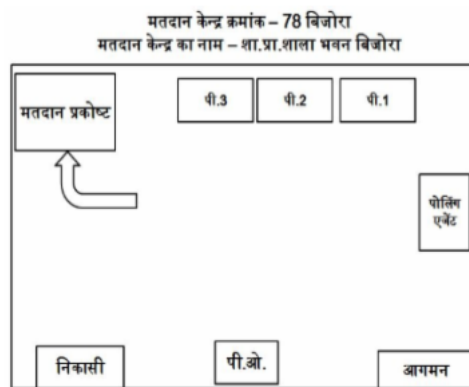 मतदान केन्द्र क्रमांक – 78 बिजोरा
मतदान केन्द्र का नाम – शा.प्रा.शाला भवन बिजोरा
मतदान प्रकोष्ट
पी.3
पी.2
पी.1
पोलिंग
एजेंट
निकासी
पी.ओ.
आगमन